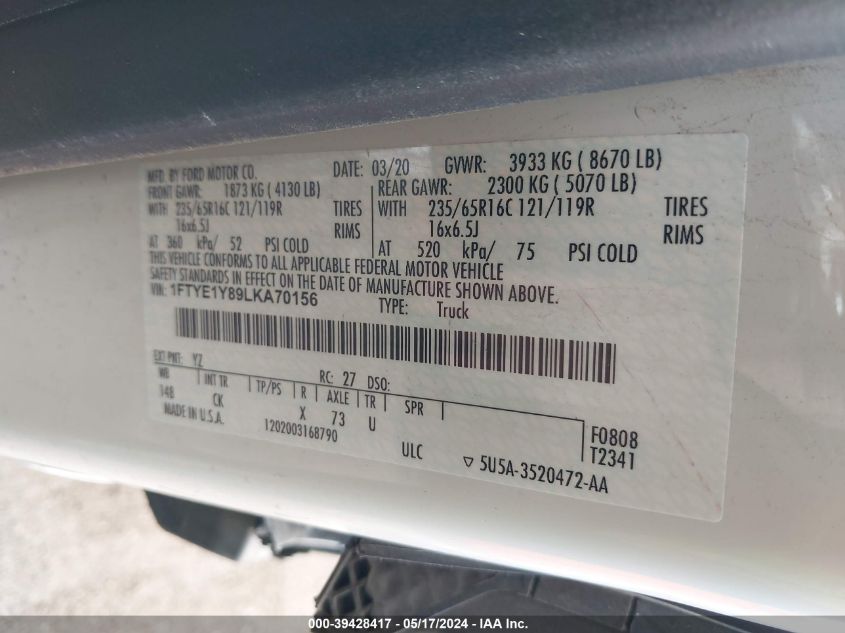 MFD. BY FORD MOTOR CO. DATE: 03/20 GVWR: 3933 KG ( 8670 LB)
FRONT GAWR: 1873 KG ( 4130 LB) REAR GAWR: 2300 KG ( 5070 LB)
WITH 235/65R16C 121/119R TIRES WITH 235/65R16C 121/119R TIRES
16x6.5J RIMS 16x6.5J RIMS
AT 360 kPa/ 52 PSI COLD AT 520 kPa/ 75 PSI COLD
THIS VEHICLE CONFORMS TO ALL APPLICABLE FEDERAL MOTOR VEHICLE
SAFETY STANDARDS IN EFFECT ON THE DATE OF MANUFACTURE SHOWN ABOVE.
VIN: 1FTYE1Y89LKA70156 TYPE: Truck
EXT PNT: YZ RC: 27 DSO:
WB INT TR TP/PS R AXLE TR SPR
148 CK X 73 U F0808
MADE IN U.S.A. 1202003168790 T2341
ULC ▽ 5U5A-3520472-AA
000-39428417 - 05/17/2024 - IAA Inc.